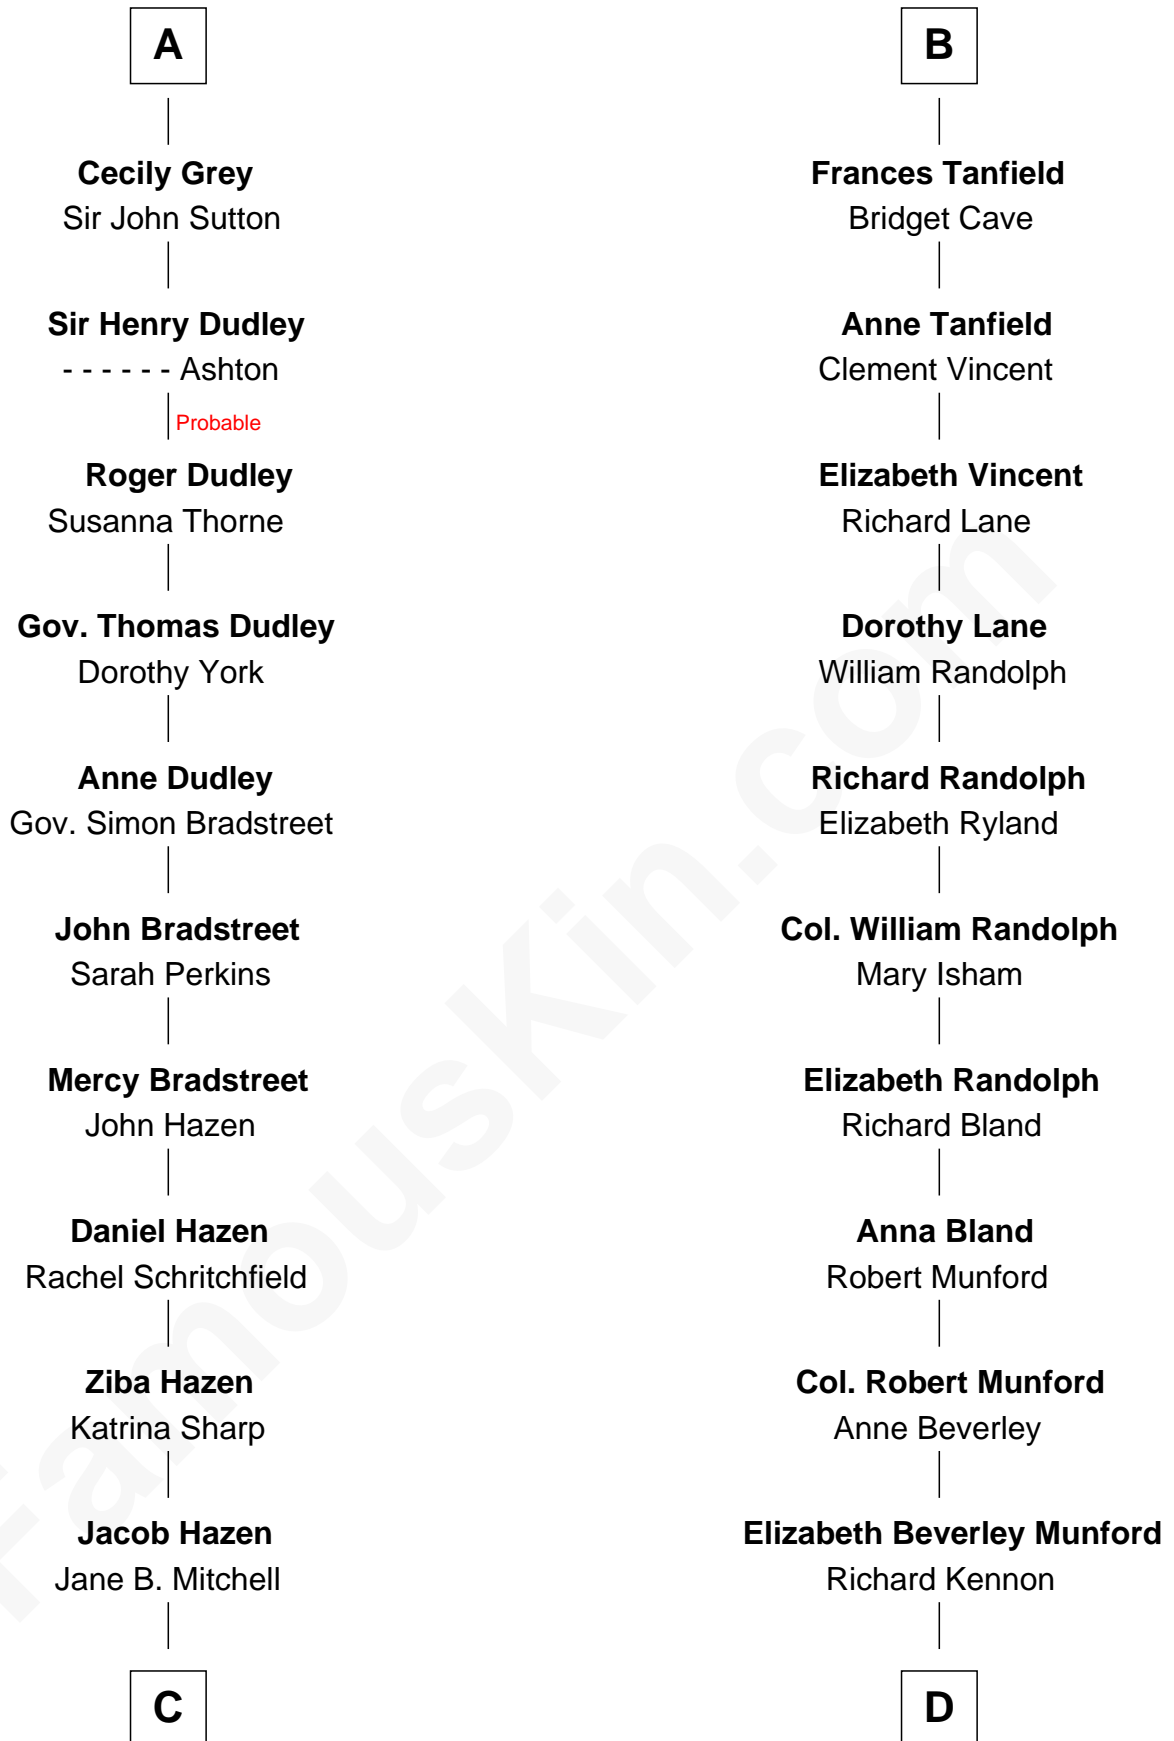 A
Cecily Grey
Sir John Sutton
Sir Henry Dudley
- - - - - - Ashton
Probable
Roger Dudley
Susanna Thorne
Gov. Thomas Dudley
Dorothy York
Anne Dudley
Gov. Simon Bradstreet
John Bradstreet
Sarah Perkins
Mercy Bradstreet
John Hazen
Daniel Hazen
Rachel Schritchfield
Ziba Hazen
Katrina Sharp
Jacob Hazen
Jane B. Mitchell
C
B
Frances Tanfield
Bridget Cave
Anne Tanfield
Clement Vincent
Elizabeth Vincent
Richard Lane
Dorothy Lane
William Randolph
Richard Randolph
Elizabeth Ryland
Col. William Randolph
Mary Isham
Elizabeth Randolph
Richard Bland
Anna Bland
Robert Munford
Col. Robert Munford
Anne Beverley
Elizabeth Beverley Munford
Richard Kennon
D
FamousKin.com